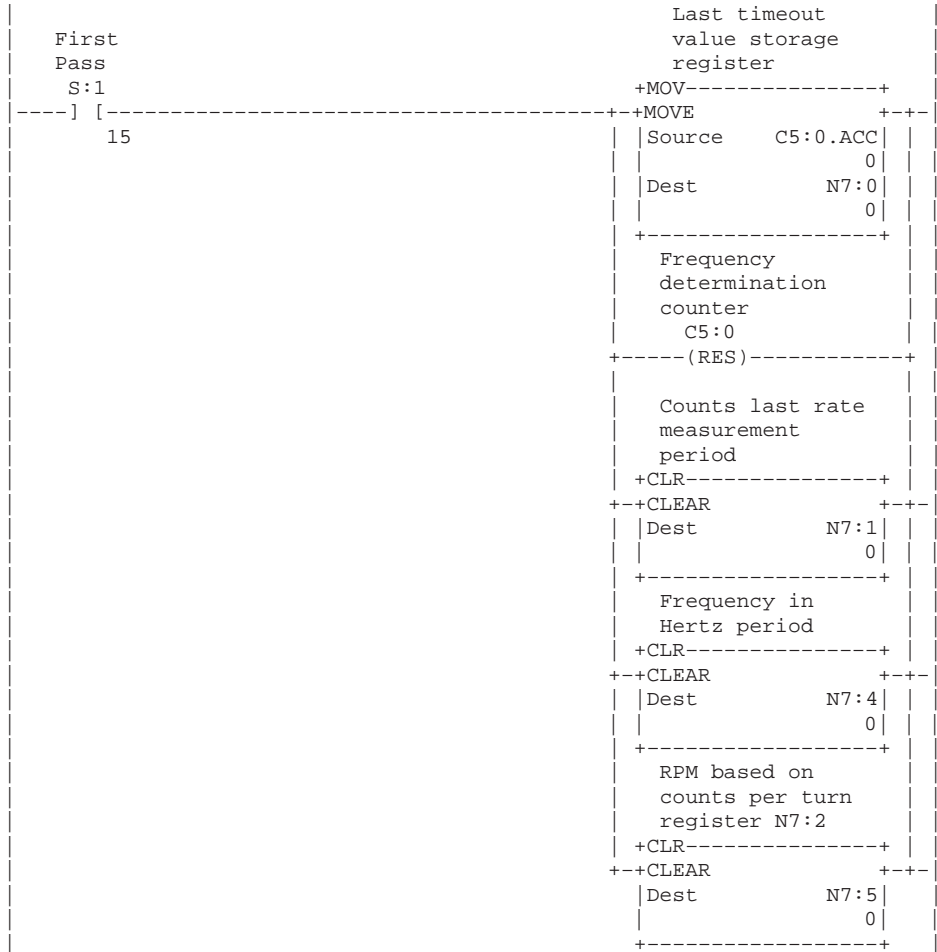 Last timeout
First value storage
Pass register
S:1 +MOV---------------+
----] [---------------------------------------+-+MOVE +-+-
15 | |Source C5:0.ACC| |
| | 0| |
| |Dest N7:0| |
| | 0| |
| +------------------+ |
Frequency
determination
counter
C5:0
+-----(RES)------------+
Counts last rate
measurement
period
| +CLR---------------+ |
+-+CLEAR +-+-
| |Dest N7:1| |
| | 0| |
| +------------------+ |
Frequency in
Hertz period
| +CLR---------------+ |
+-+CLEAR +-+-
| |Dest N7:4| |
| | 0| |
| +------------------+ |
RPM based on
counts per turn
register N7:2
| +CLR---------------+ |
+-+CLEAR +-+-
|Dest N7:5|
| 0|
+------------------+